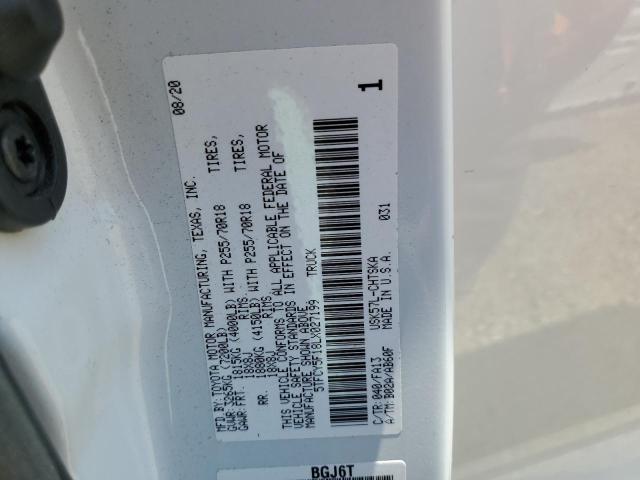 MFD BY:TOYOTA MOTOR MANUFACTURING, TEXAS, INC. 08/20
GVWR: 3265KG (7200LB)
GAWR: FRT. 1815KG (4000LB) WITH P255/70R18 TIRES,
18X8J RIMS
RR. 1880KG (4150LB) WITH P255/70R18 TIRES,
18X8J RIMS
THIS VEHICLE CONFORMS TO ALL APPLICABLE FEDERAL MOTOR
VEHICLE SAFETY STANDARDS IN EFFECT ON THE DATE OF
MANUFACTURE SHOWN ABOVE.
5TFCY5F18LX027199 TRUCK 1
C/TR:040/FA13 USK57L-CHTSKA
A/TM:B02A/AB60F MADE IN U.S.A. 031
BGJ6T